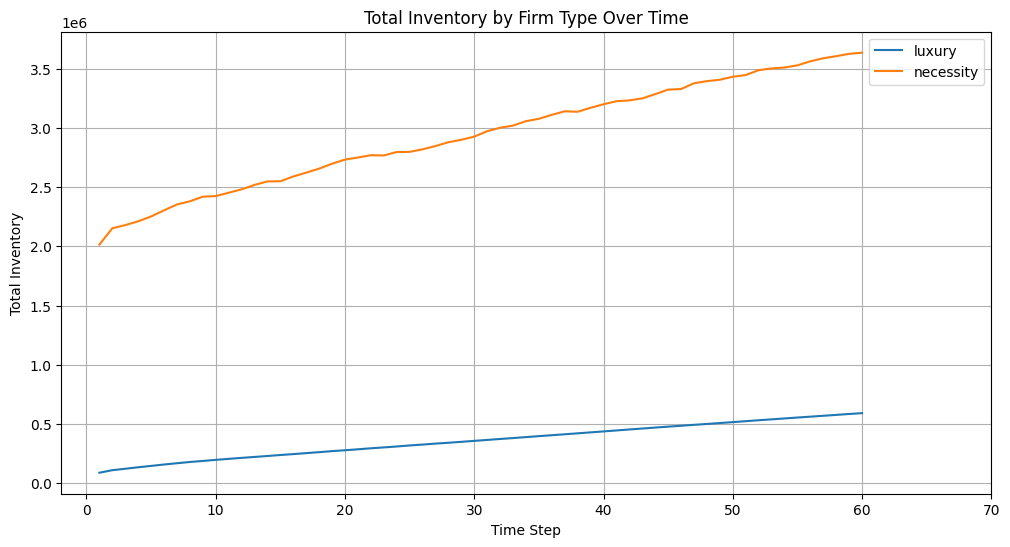 Total Inventory by Firm Type Over Time
1e6
luxury
necessity
3.5
3.0
2.5
2.0
1.5
1.0
0.5
0.0
Total Inventory
0 10 20 30 40 50 60 70
Time Step